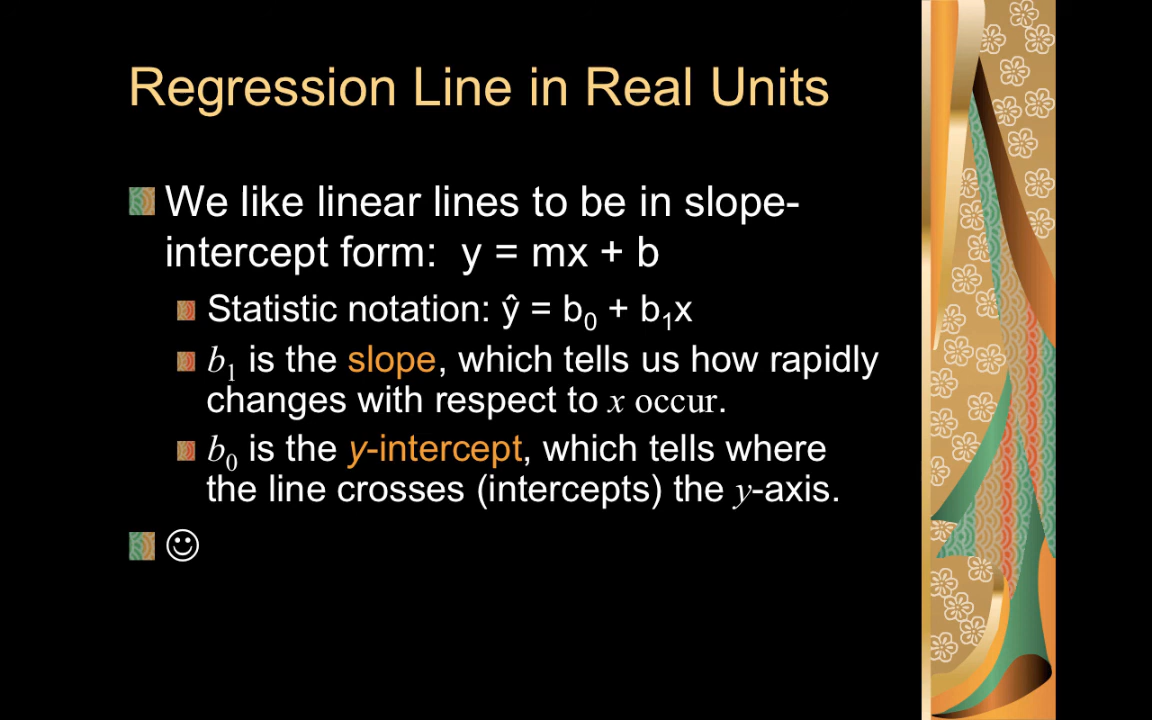 Regression Line in Real Units
We like linear lines to be in slope-
intercept form:  y = mx + b
Statistic notation: ŷ = b₀ + b₁x
b₁ is the slope, which tells us how rapidly
changes with respect to x occur.
b₀ is the y-intercept, which tells where
the line crosses (intercepts) the y-axis.
☺